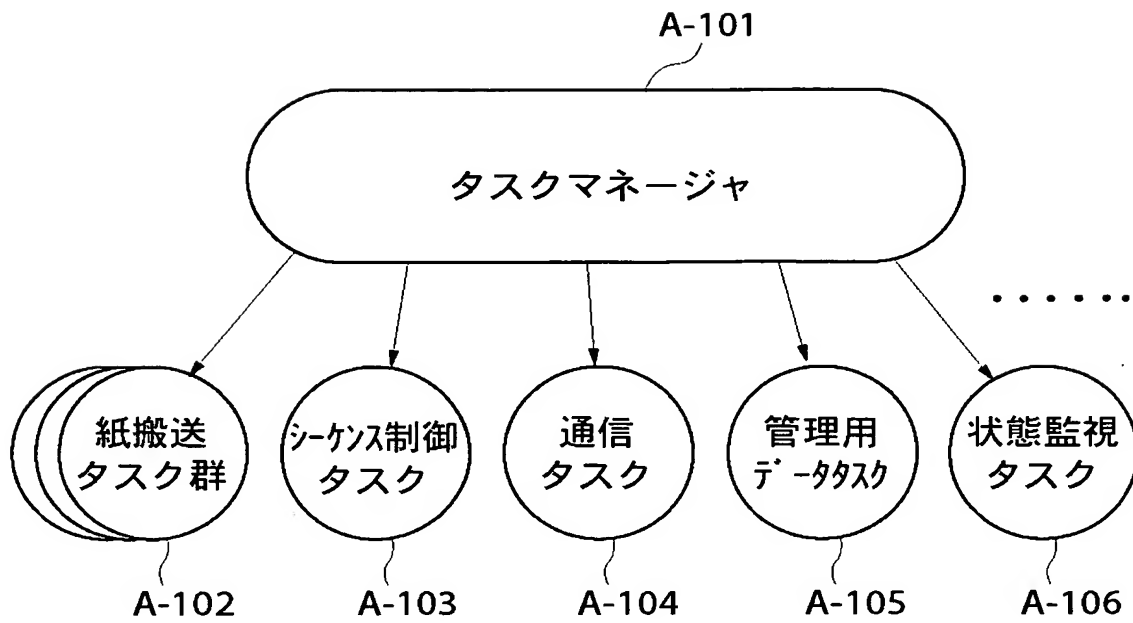 A-101
タスクマネージャ
......
紙搬送
タスク群
シーケンス制御
タスク
通信
タスク
管理用
データタスク
状態監視
タスク
A-102
A-103
A-104
A-105
A-106